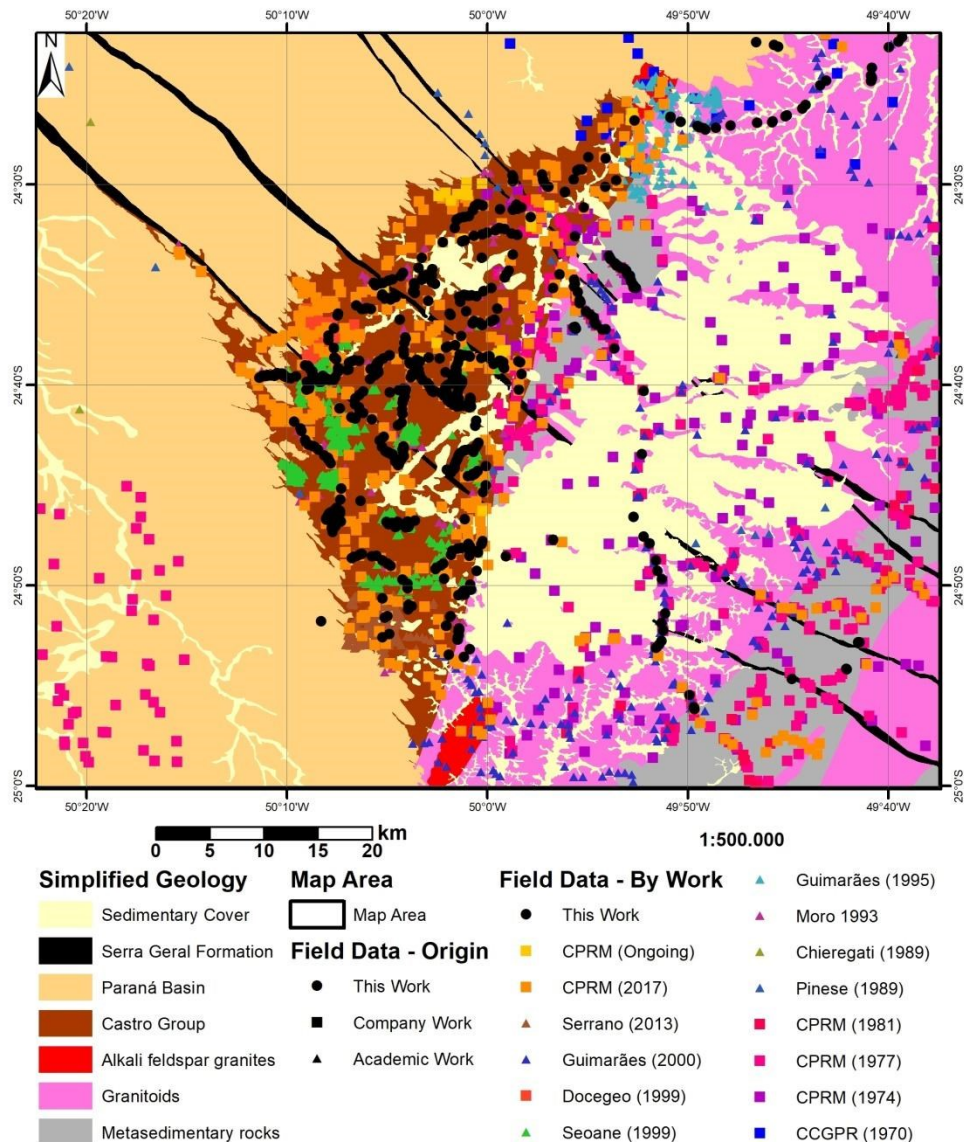 50°20'W 50°10'W 50°0'W 49°50'W 49°40'W
N
24°30'S 24°30'S
24°40'S 24°40'S
24°50'S 24°50'S
25°0'S 25°0'S
50°20'W 50°10'W 50°0'W 49°50'W 49°40'W
km
0 5 10 15 20
1:500.000
Simplified Geology
Sedimentary Cover
Serra Geral Formation
Paraná Basin
Castro Group
Alkali feldspar granites
Granitoids
Metasedimentary rocks
Map Area
Map Area
Field Data - Origin
This Work
Company Work
Academic Work
Field Data - By Work
This Work
CPRM (Ongoing)
CPRM (2017)
Serrano (2013)
Guimarães (2000)
Docegeo (1999)
Seoane (1999)
Guimarães (1995)
Moro 1993
Chieregati (1989)
Pinese (1989)
CPRM (1981)
CPRM (1977)
CPRM (1974)
CCGPR (1970)